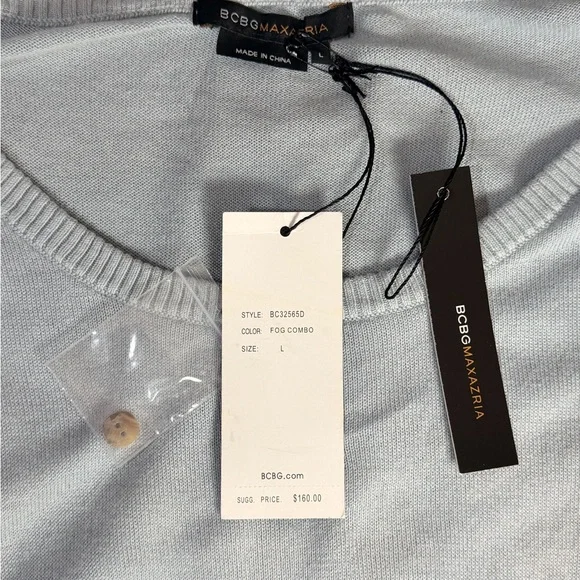 BCBGMAXAZRIA
MADE IN CHINA
L
STYLE: BC32565D
COLOR: FOG COMBO
SIZE: L
BCBG.com
SUGG. PRICE. $160.00
BCBGMAXAZRIA